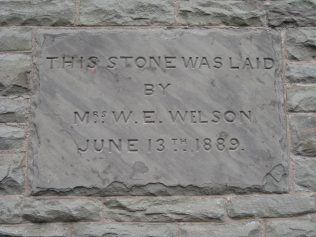 THIS STONE WAS LAID
BY
MRS. W. E. WELSON
JUNE 13TH. 1889.